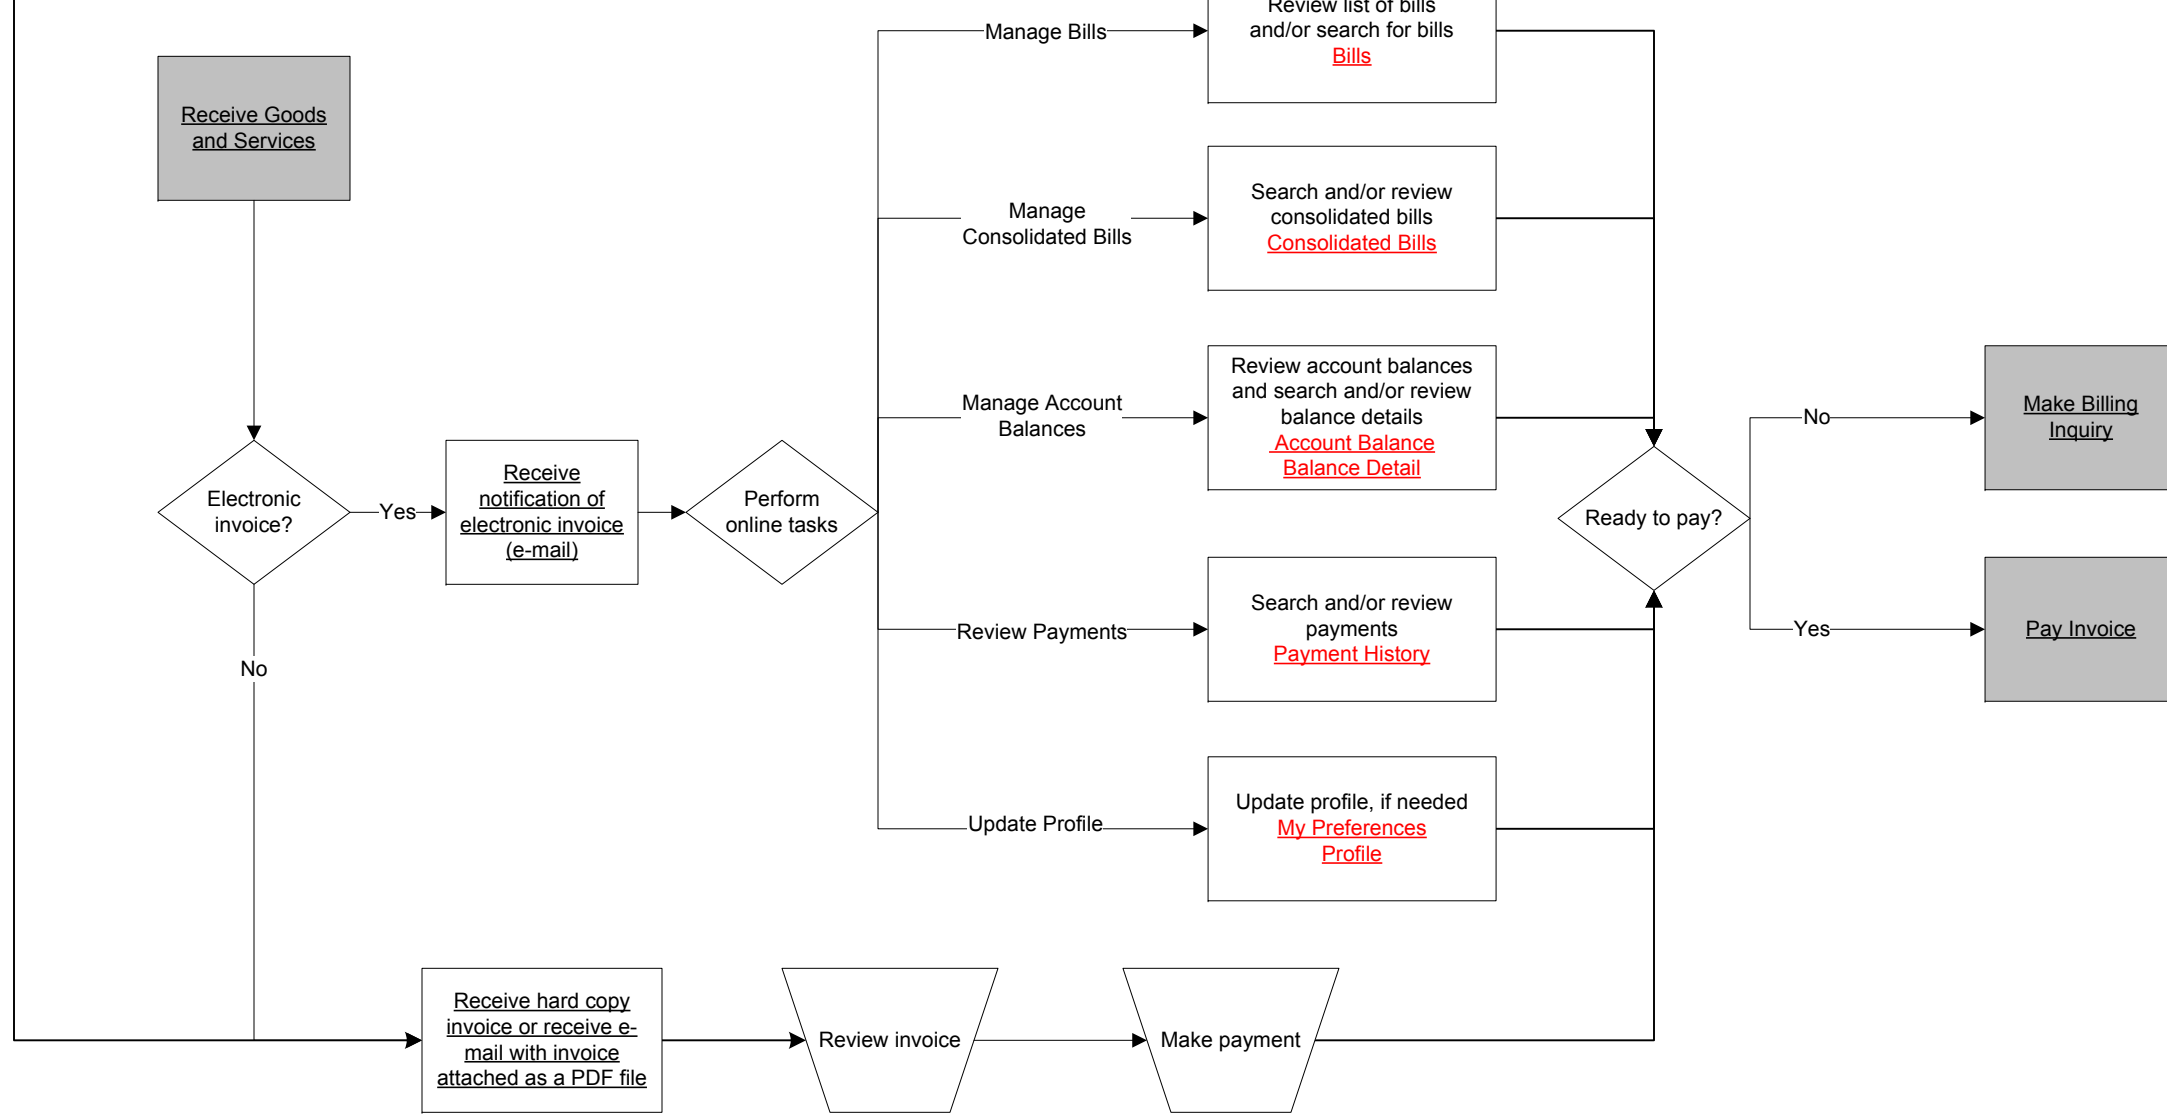 Review list of bills
and/or search for bills
Bills
Manage Bills
Receive Goods
and Services
Manage
Consolidated Bills
Search and/or review
consolidated bills
Consolidated Bills
Manage Account
Balances
Review account balances
and search and/or review
balance details
Account Balance
Balance Detail
No
Make Billing
Inquiry
Electronic
invoice?
Yes
Receive
notification of
electronic invoice
(e-mail)
Perform
online tasks
Ready to pay?
Review Payments
Search and/or review
payments
Payment History
Yes
Pay Invoice
No
Update Profile
Update profile, if needed
My Preferences
Profile
Receive hard copy
invoice or receive e-
mail with invoice
attached as a PDF file
Review invoice
Make payment